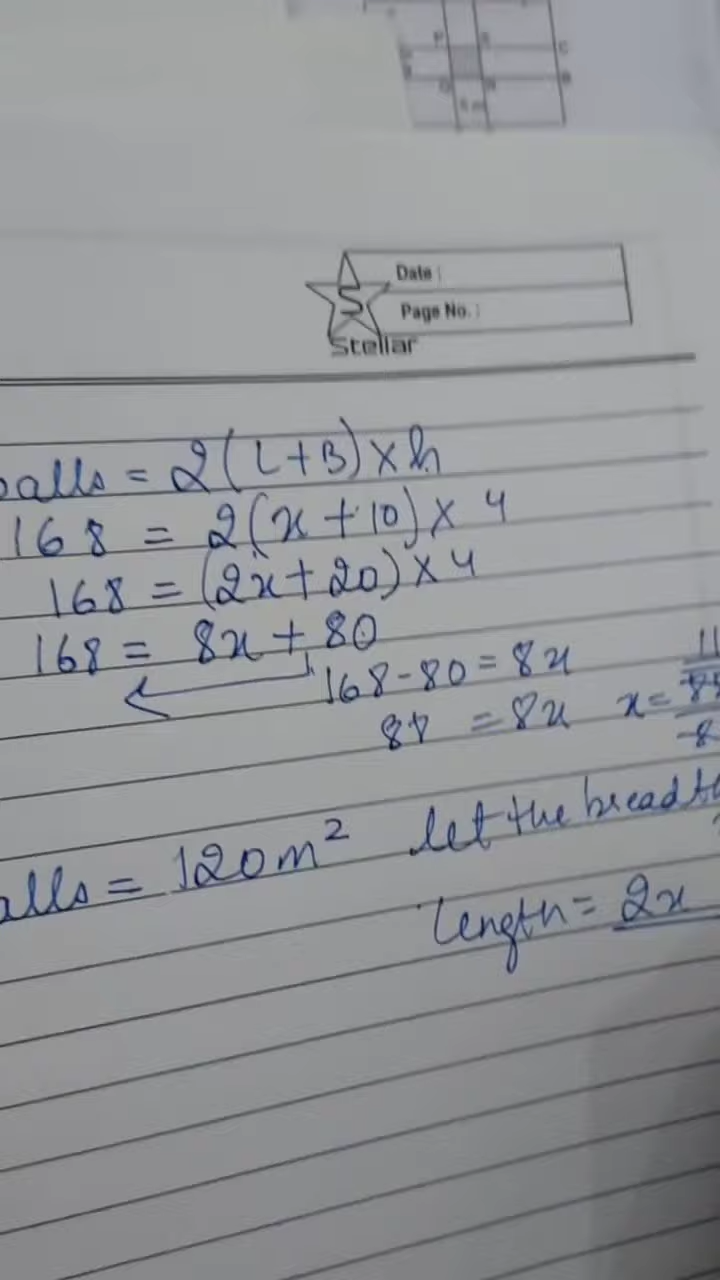 Date :
Page No. :
S
Stellar
alls = 2(L+B)×h
168 = 2(x+10)×4
168 = (2x+20)×4
168 = 8x+80
168-80 = 8x
88 = 8x x=
alls = 120m² let the breadth
length = 2x